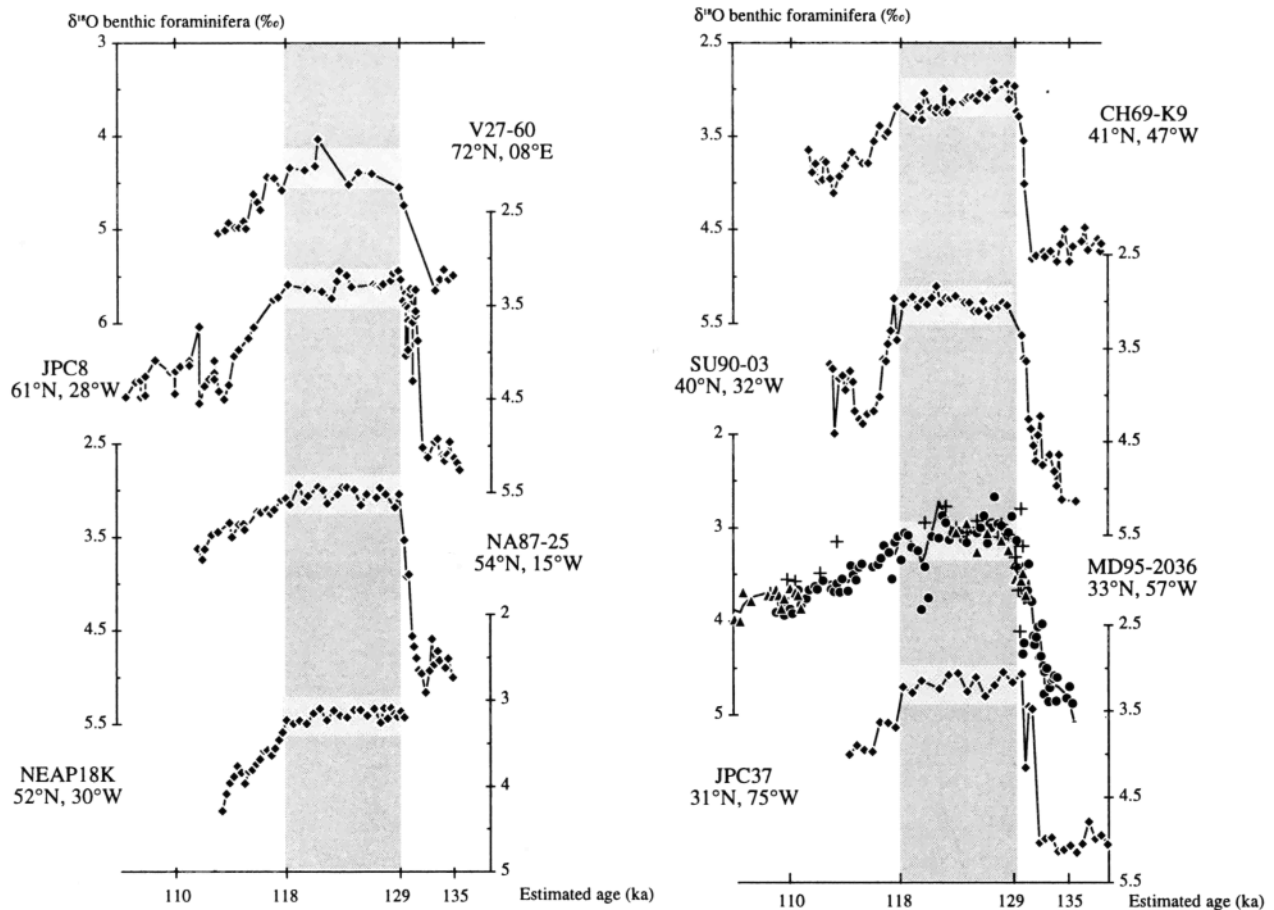 δ¹⁸O benthic foraminifera (‰)
3
4
5
6
V27-60
72°N, 08°E
2.5
3.5
4.5
5.5
JPC8
61°N, 28°W
2.5
3.5
4.5
5.5
NA87-25
54°N, 15°W
2
3
4
5
NEAP18K
52°N, 30°W
110
118
129
135
Estimated age (ka)
δ¹⁸O benthic foraminifera (‰)
2.5
3.5
4.5
5.5
CH69-K9
41°N, 47°W
2.5
3.5
4.5
5.5
SU90-03
40°N, 32°W
2
3
4
5
MD95-2036
33°N, 57°W
2.5
3.5
4.5
5.5
JPC37
31°N, 75°W
110
118
129
135
Estimated age (ka)